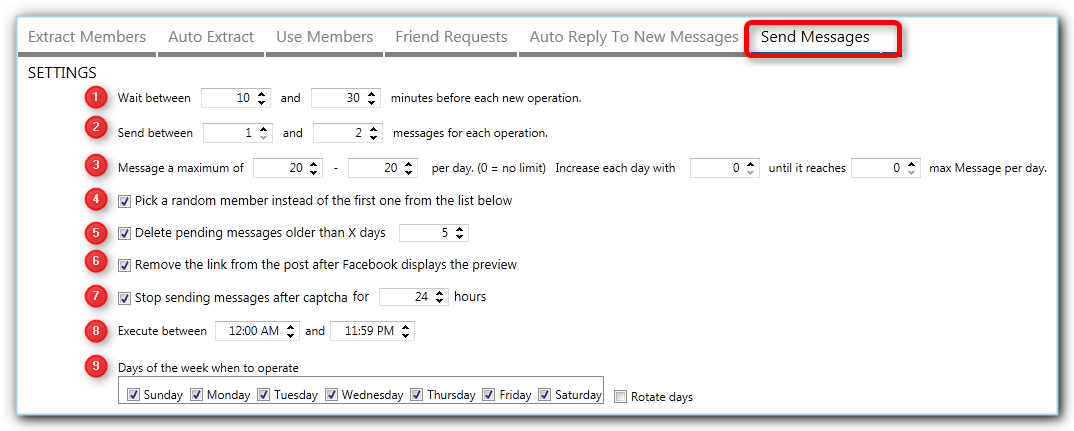 Extract Members Auto Extract Use Members Friend Requests Auto Reply To New Messages Send Messages
SETTINGS
1 Wait between 10 and 30 minutes before each new operation.
2 Send between 1 and 2 messages for each operation.
3 Message a maximum of 20 - 20 per day. (0 = no limit) Increase each day with 0 until it reaches 0 max Message per day.
4 Pick a random member instead of the first one from the list below
5 Delete pending messages older than X days 5
6 Remove the link from the post after Facebook displays the preview
7 Stop sending messages after captcha for 24 hours
8 Execute between 12:00 AM and 11:59 PM
9 Days of the week when to operate
Sunday Monday Tuesday Wednesday Thursday Friday Saturday Rotate days